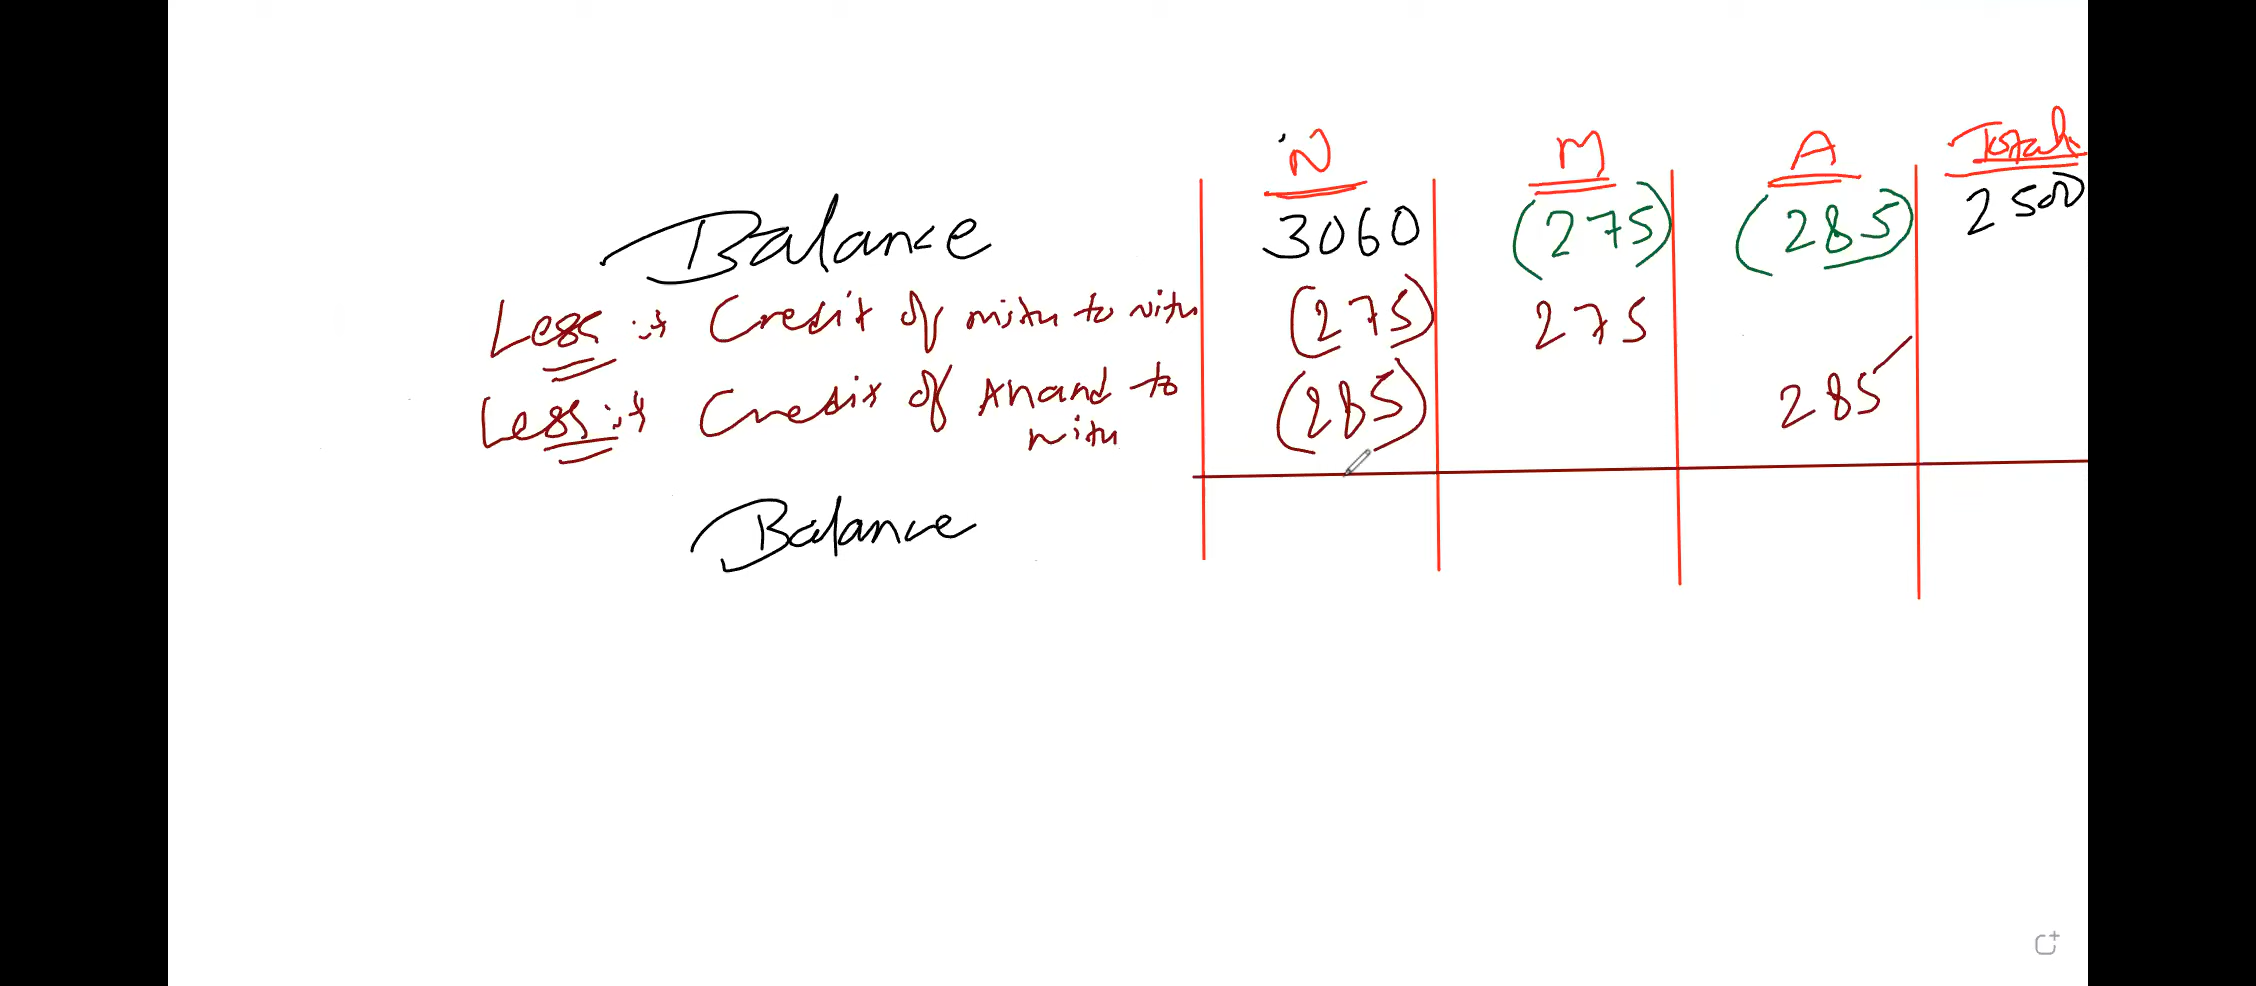 N M A Total
Balance 3060 (275) (285) 2500
Less :- Credit of mitu to nitu (275) 275
Less :- Credit of Anand to (285) 285
nitu
Balance